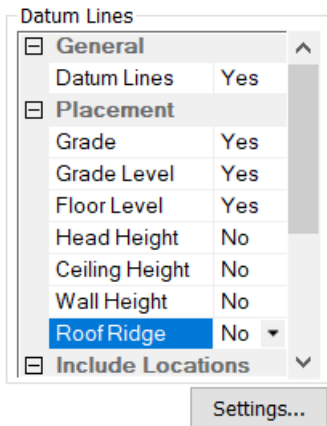 Datum Lines
General
Datum Lines Yes
Placement
Grade Yes
Grade Level Yes
Floor Level Yes
Head Height No
Ceiling Height No
Wall Height No
Roof Ridge No
Include Locations
Settings...